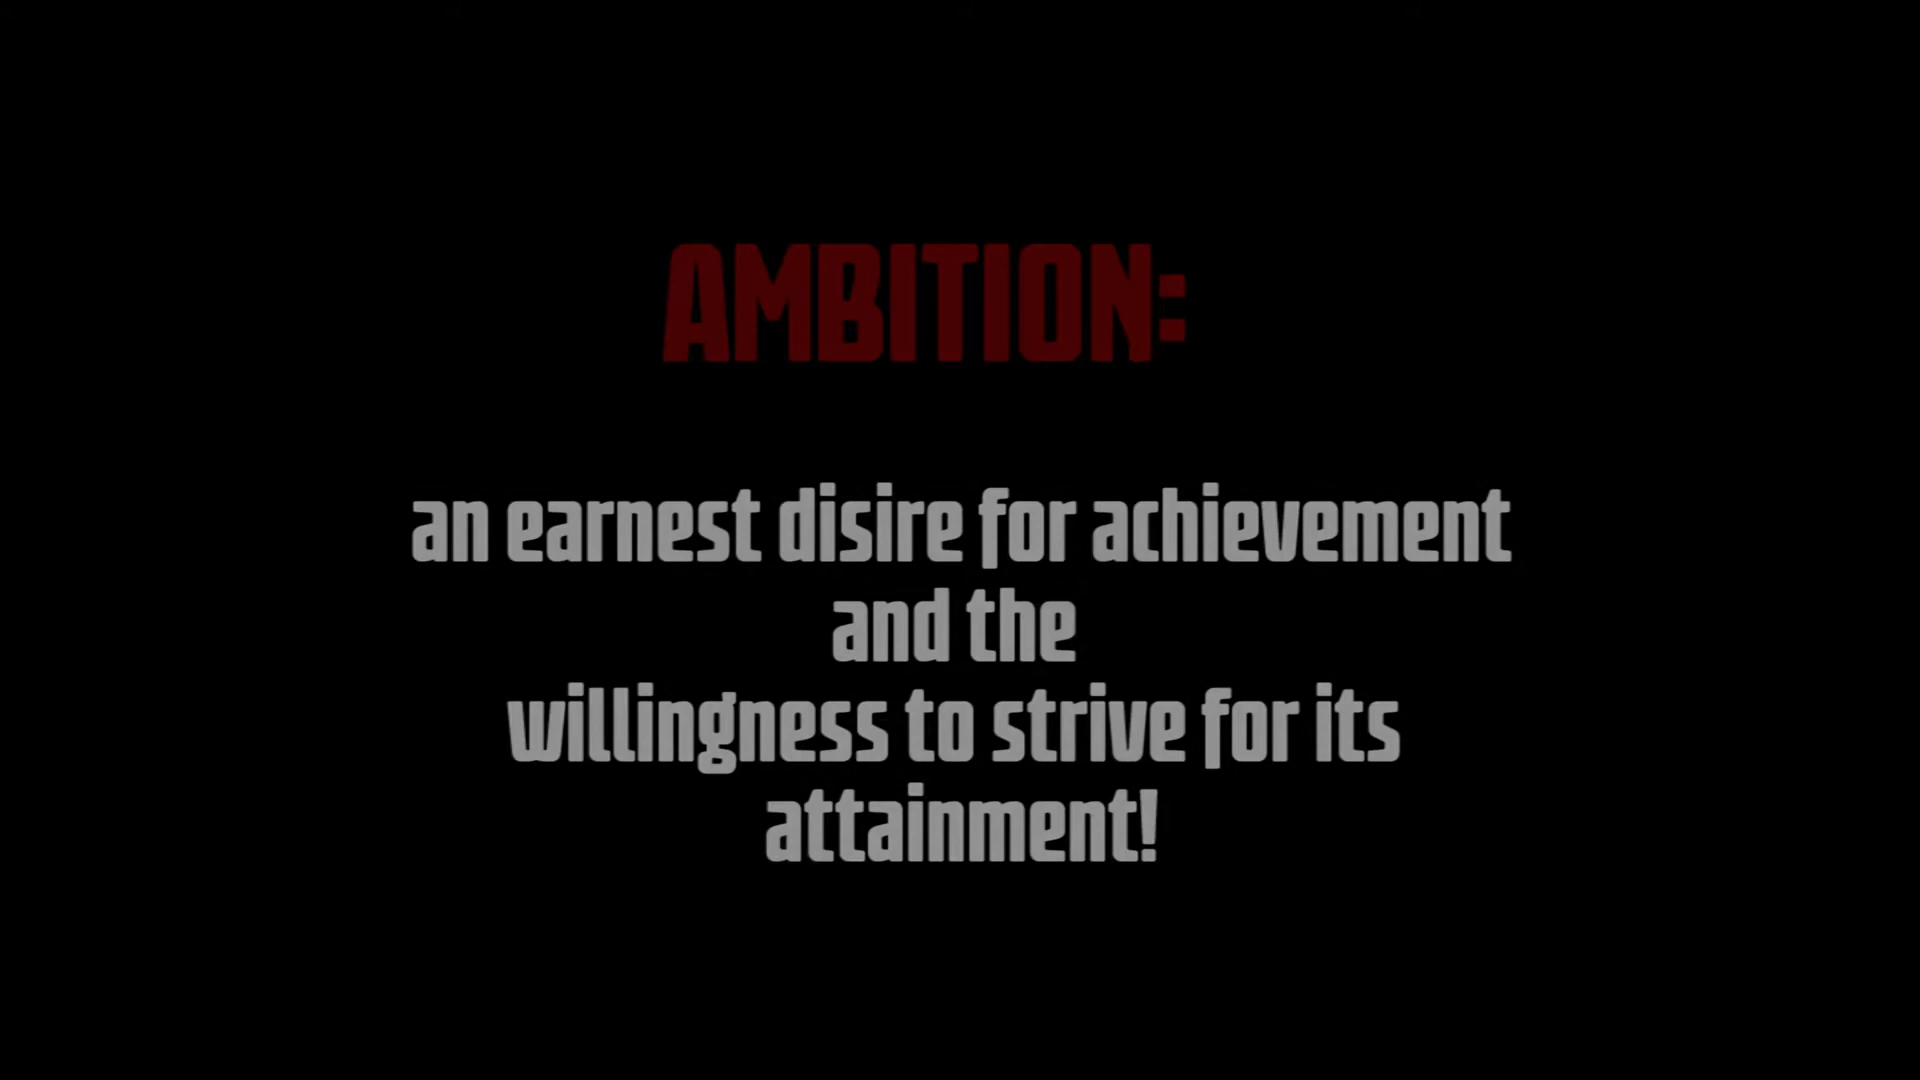 AMBITION:
an earnest disire for achievement
and the
willingness to strive for its
attainment!